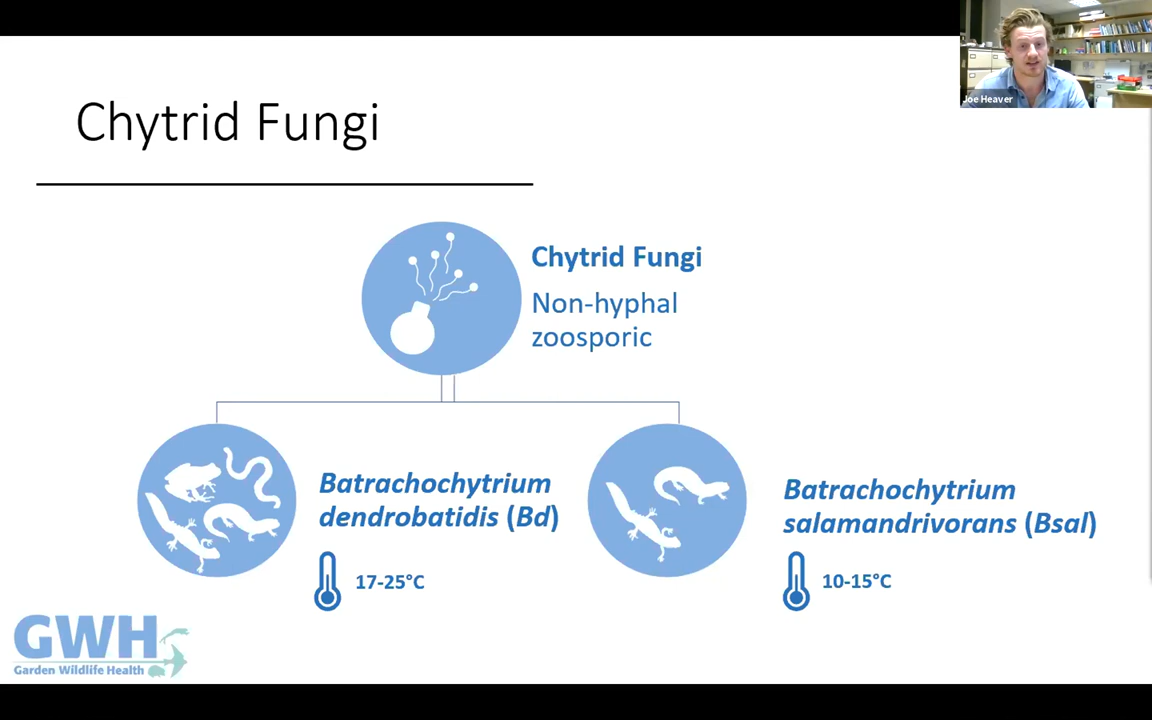 Joe Heaver
Chytrid Fungi
Chytrid Fungi
Non-hyphal
zoosporic
Batrachochytrium
dendrobatidis (Bd)
17-25°C
Batrachochytrium
salamandrivorans (Bsal)
10-15°C
GWH
Garden Wildlife Health